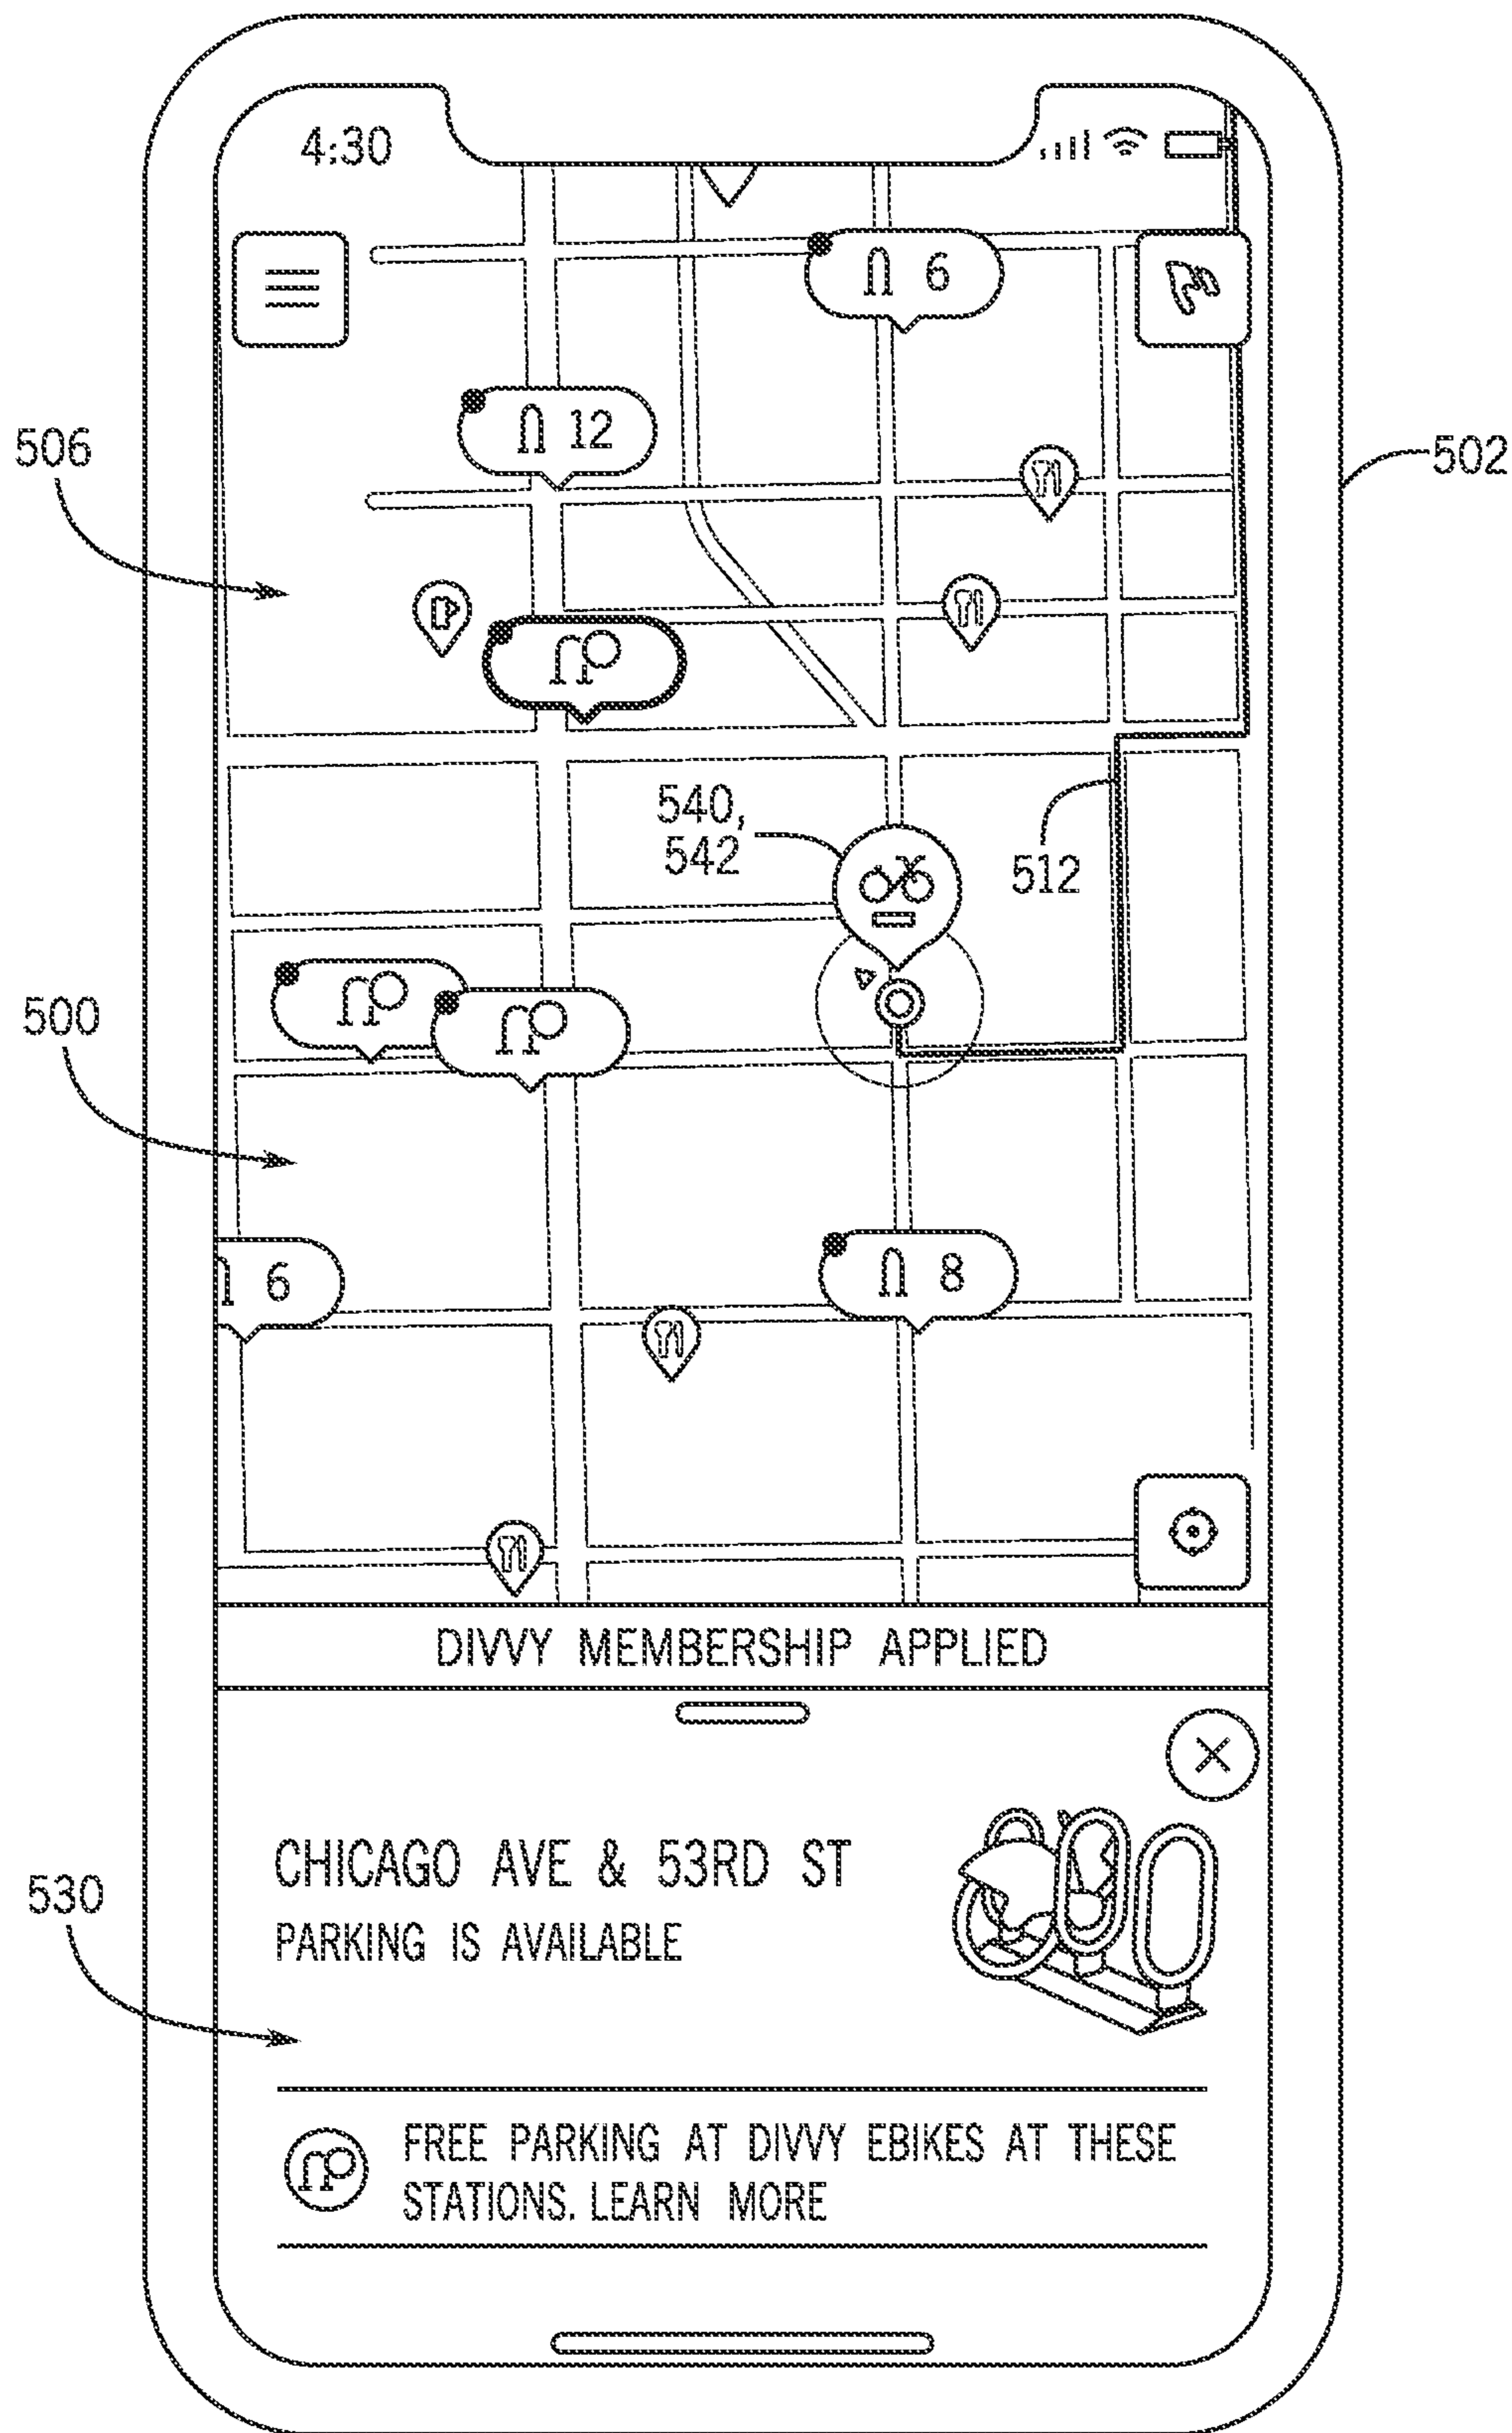 4:30
6
12
506
502
540,
542
512
500
6
8
DIVVY MEMBERSHIP APPLIED
CHICAGO AVE & 53RD ST
PARKING IS AVAILABLE
530
FREE PARKING AT DIVVY EBIKES AT THESE
STATIONS. LEARN MORE